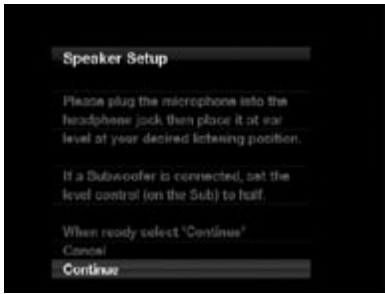 Speaker Setup
Please plug the microphone into the
headphone jack then place it at ear
level at your desired listening position.
If a Subwoofer is connected, set the
level control (on the Sub) to half.
When ready select "Continue"
Cancel
Continue